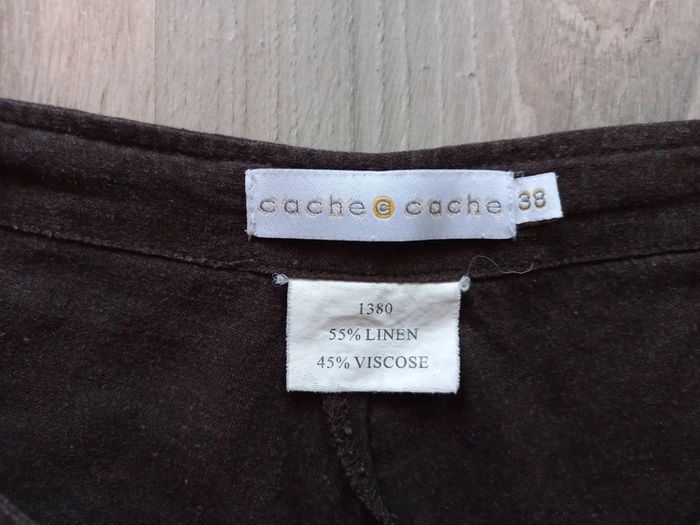 cache c cache 38
1380
55% LINEN
45% VISCOSE